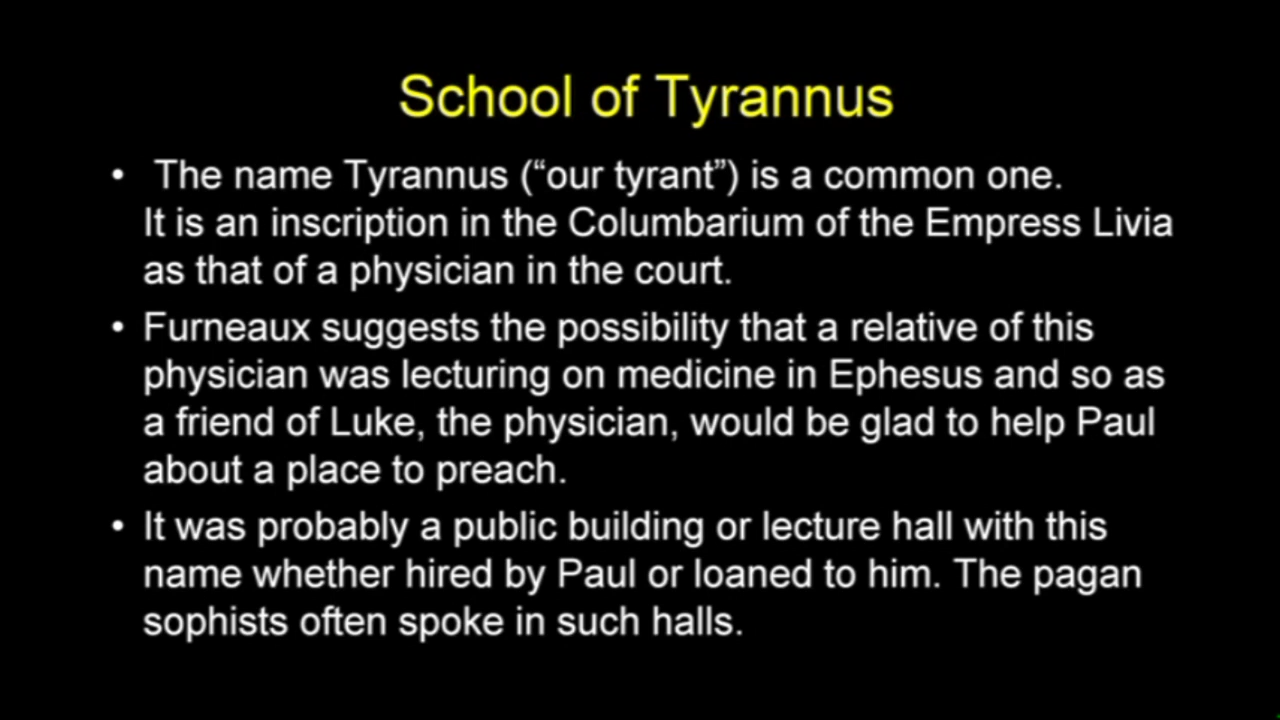 School of Tyrannus
• The name Tyrannus (“our tyrant”) is a common one.
It is an inscription in the Columbarium of the Empress Livia
as that of a physician in the court.
• Furneaux suggests the possibility that a relative of this
physician was lecturing on medicine in Ephesus and so as
a friend of Luke, the physician, would be glad to help Paul
about a place to preach.
• It was probably a public building or lecture hall with this
name whether hired by Paul or loaned to him. The pagan
sophists often spoke in such halls.